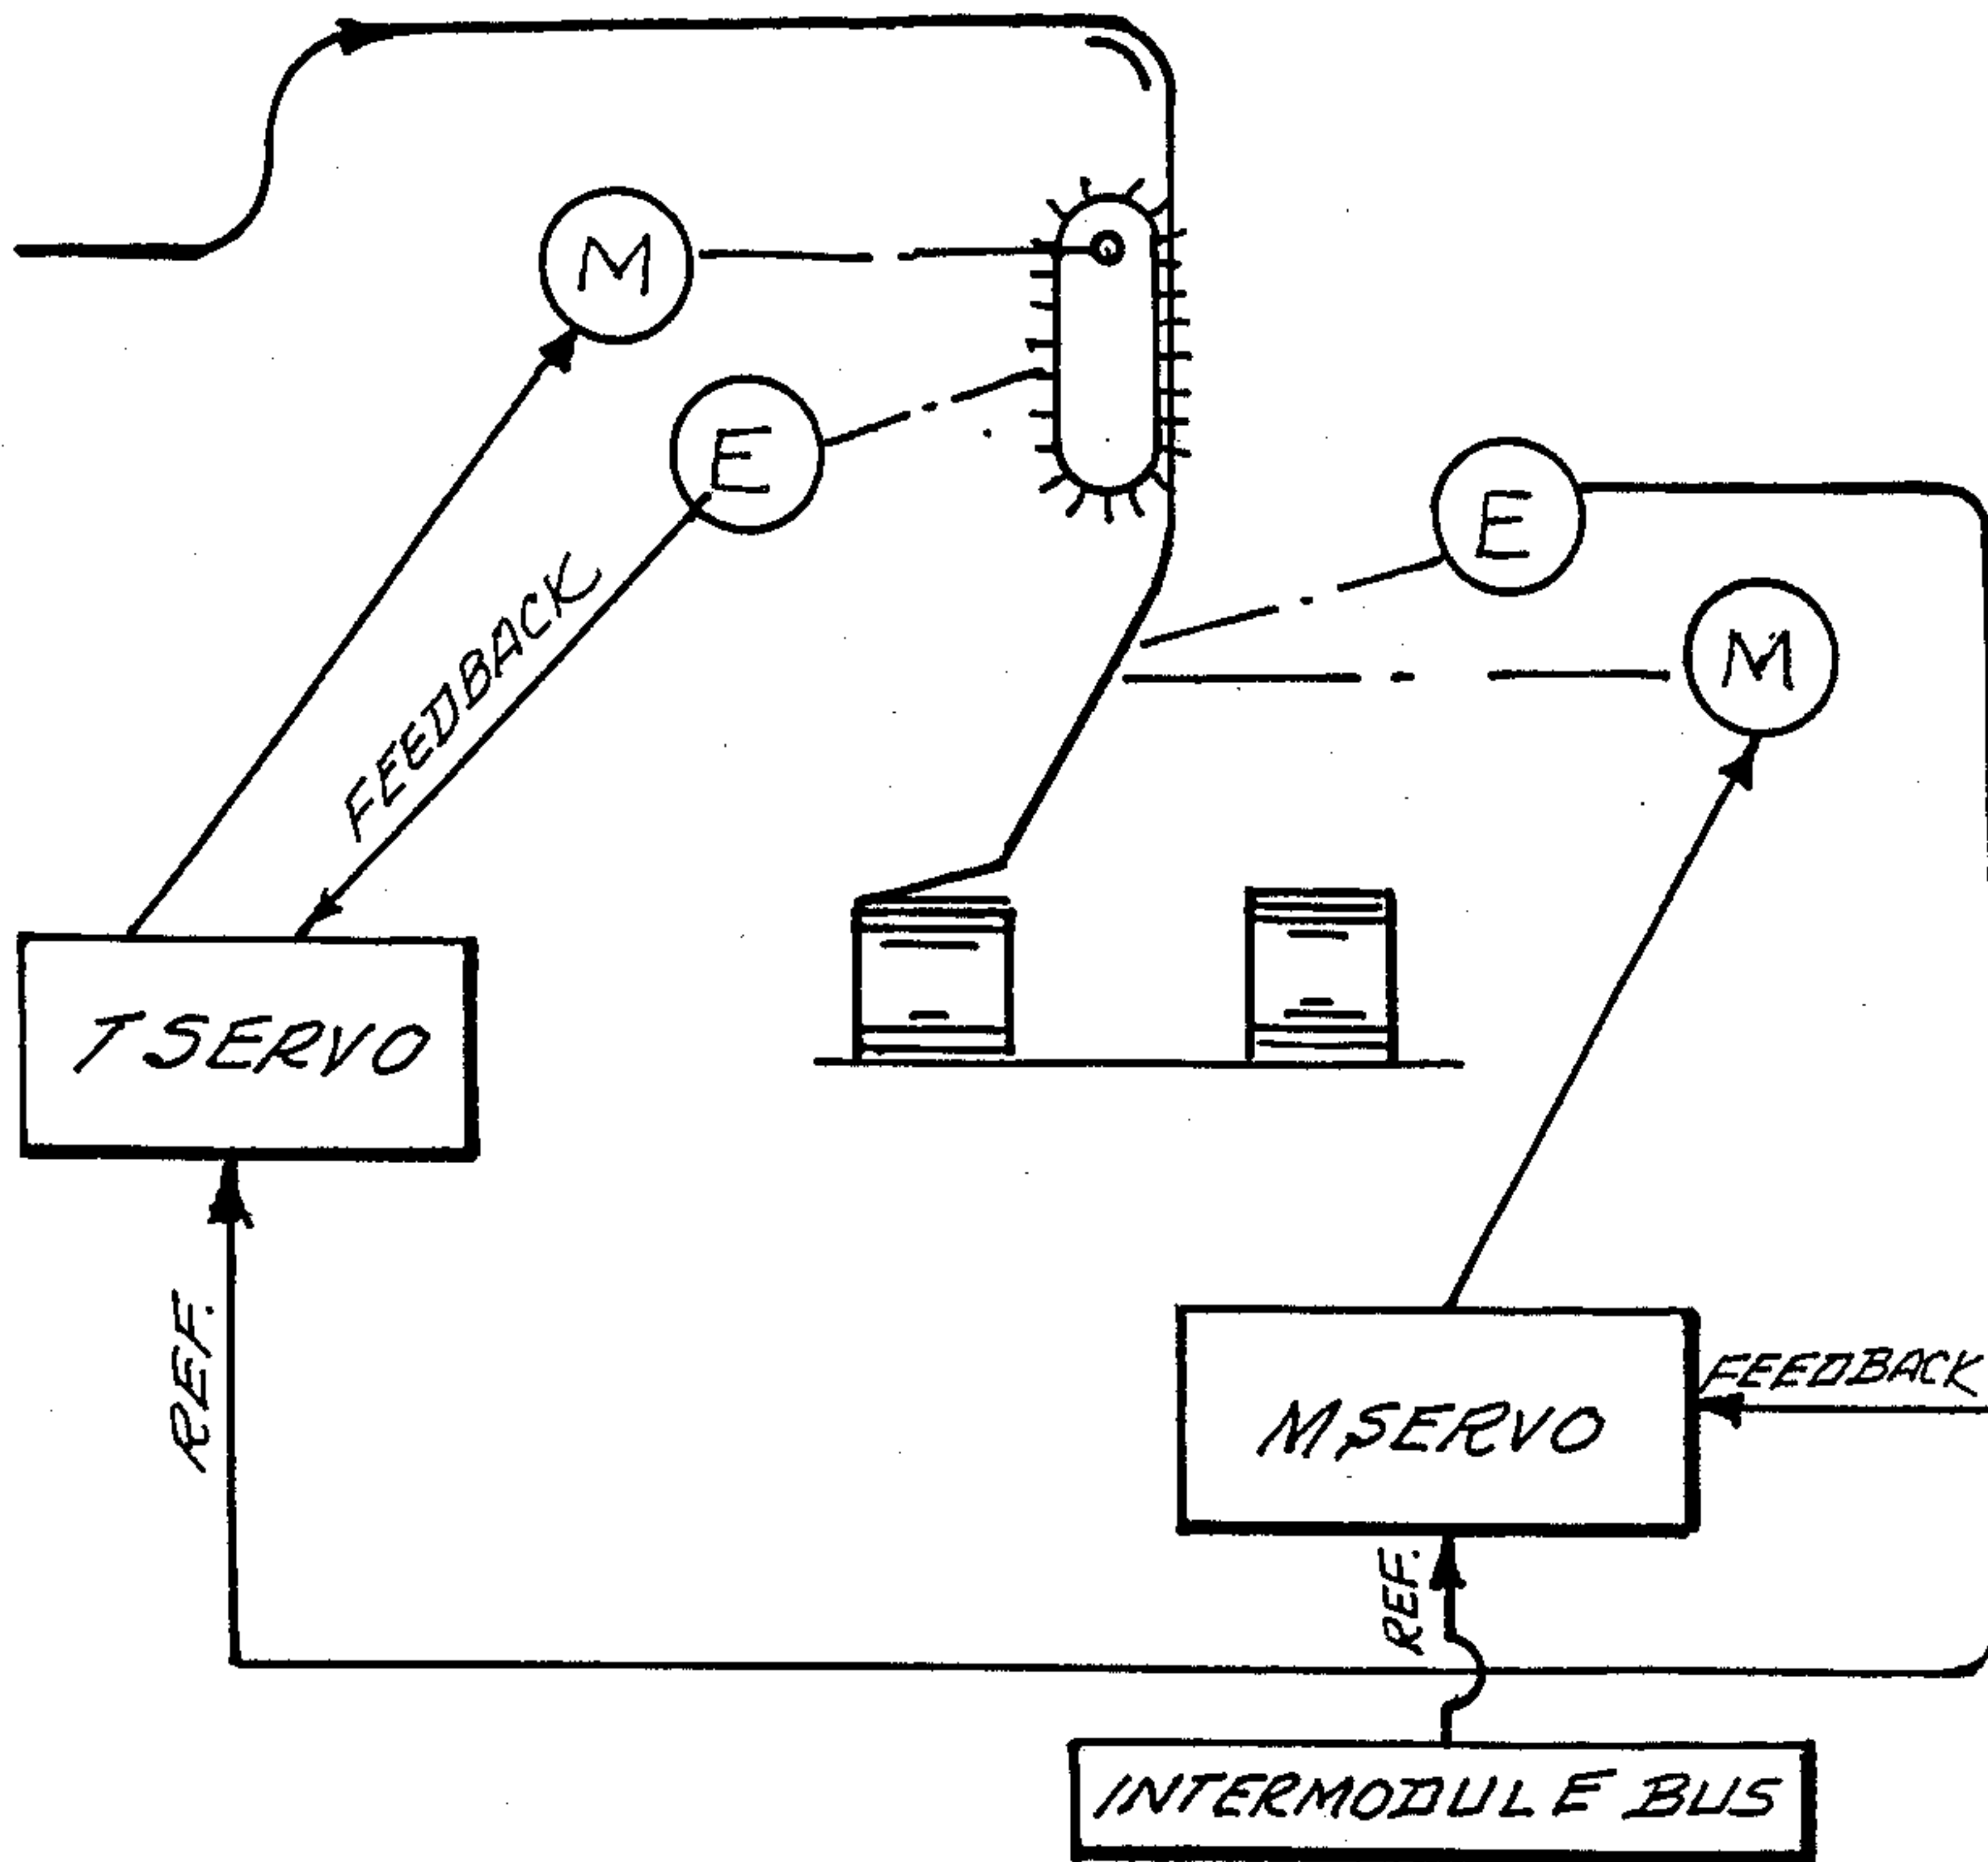 M
E
E
M
FEEDBACK
T SERVO
REF.
M SERVO
FEEDBACK
REF.
INTERMODULE BUS